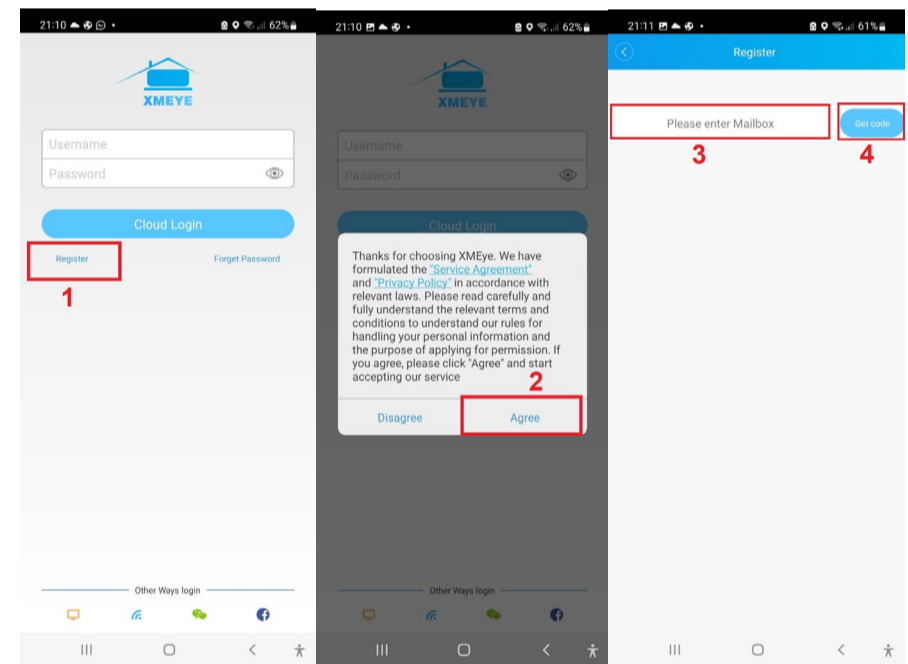 21:10
62%
XMEYE
Username
Password
Cloud Login
Register
Forget Password
1
Other Ways login
21:10
62%
XMEYE
Username
Password
Cloud Login
Thanks for choosing XMEye. We have
formulated the "Service Agreement"
and "Privacy Policy" in accordance with
relevant laws. Please read carefully and
fully understand the relevant terms and
conditions to understand our rules for
handling your personal information and
the purpose of applying for permission. If
you agree, please click "Agree" and start
accepting our service
2
Disagree
Agree
Other Ways login
21:11
61%
Register
Please enter Mailbox
Get code
3
4